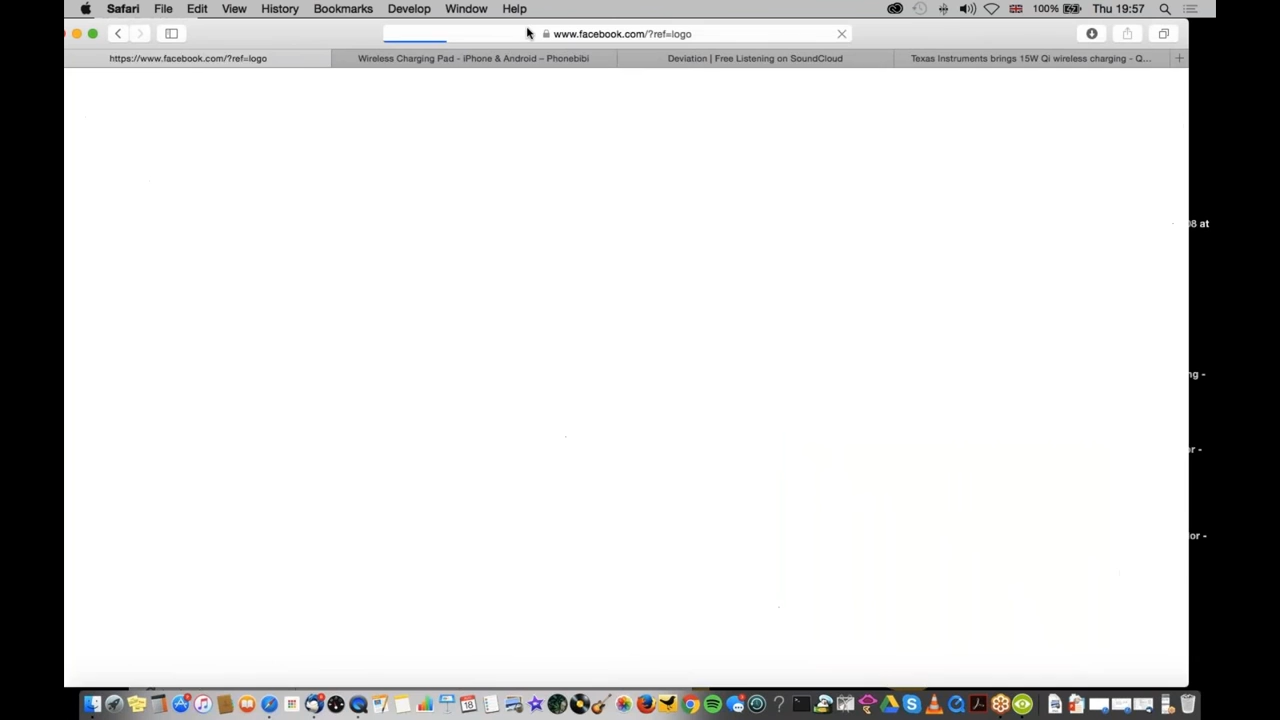 Safari File Edit View History Bookmarks Develop Window Help 100% Thu 19:57
www.facebook.com/?ref=logo
https://www.facebook.com/?ref=logo Wireless Charging Pad - iPhone & Android – Phonebibi Deviation | Free Listening on SoundCloud Texas Instruments brings 15W Qi wireless charging - Q...
at
18